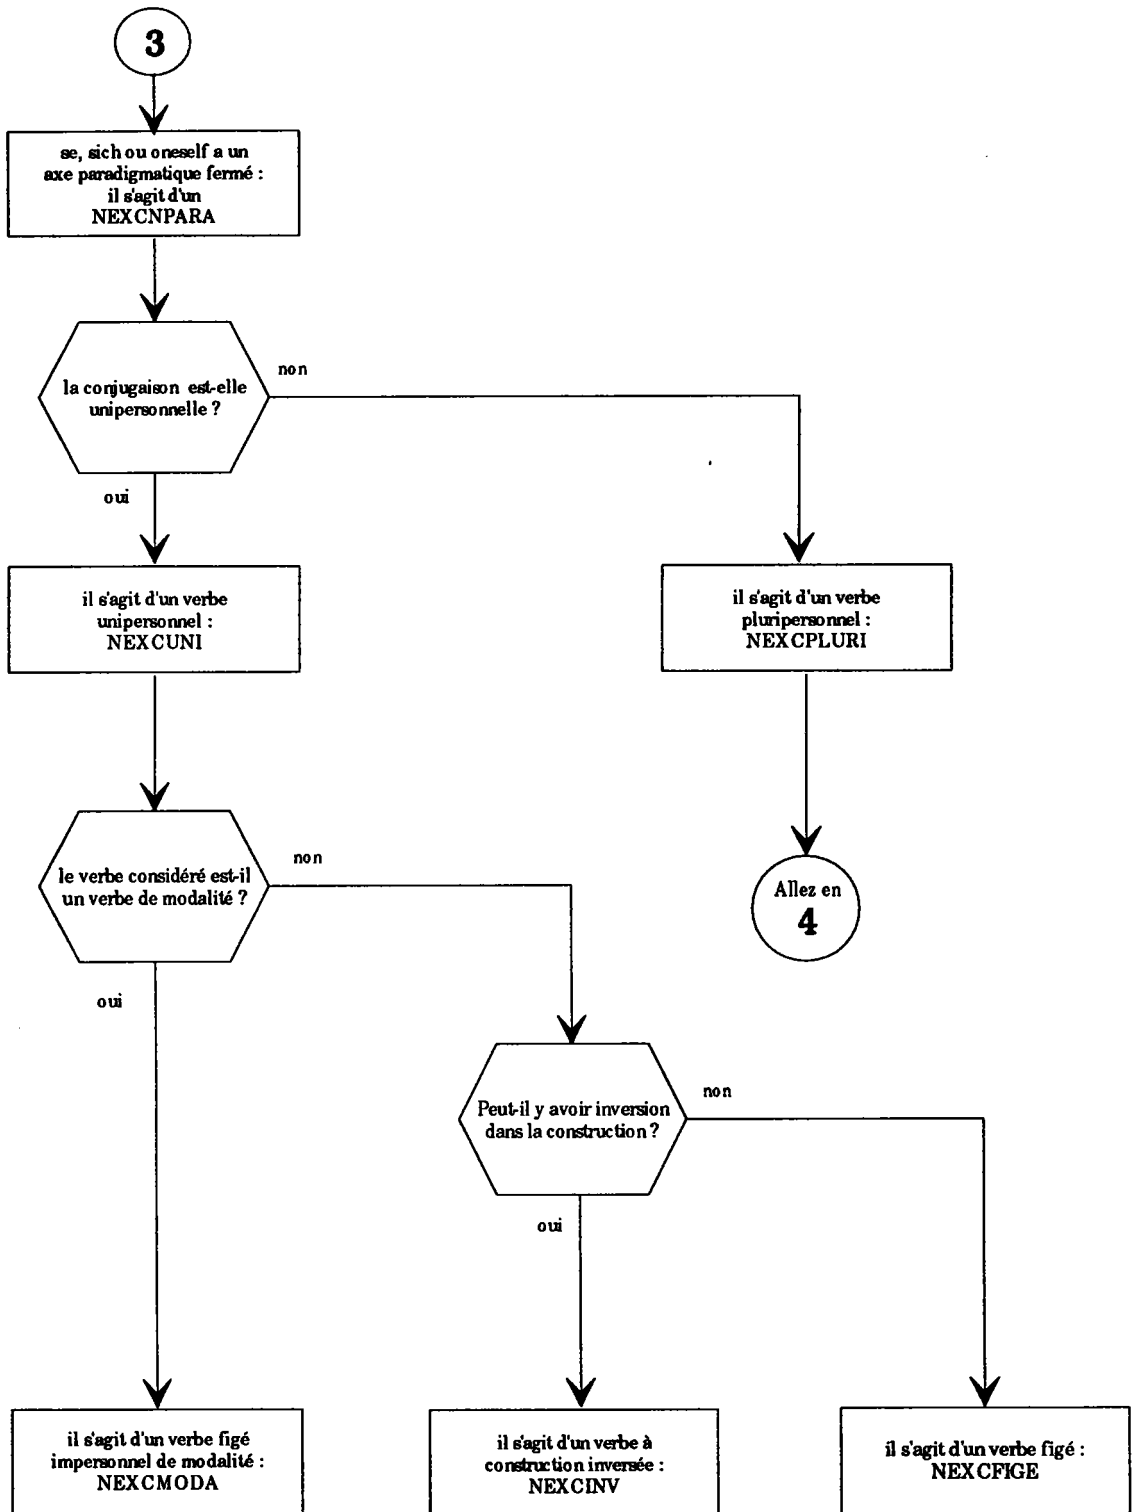 3
se, sich ou oneself a un
axe paradigmatique fermé :
il s'agit d'un
NEXCNPARA
la conjugaison est-elle
unipersonnelle ?
non
oui
il s'agit d'un verbe
unipersonnel :
NEXCUNI
il s'agit d'un verbe
pluripersonnel :
NEXCPLURI
le verbe considéré est-il
un verbe de modalité ?
non
Allez en
4
oui
Peut-il y avoir inversion
dans la construction ?
non
oui
il s'agit d'un verbe figé
impersonnel de modalité :
NEXCMODA
il s'agit d'un verbe à
construction inversée :
NEXCINV
il s'agit d'un verbe figé :
NEXCFIGE